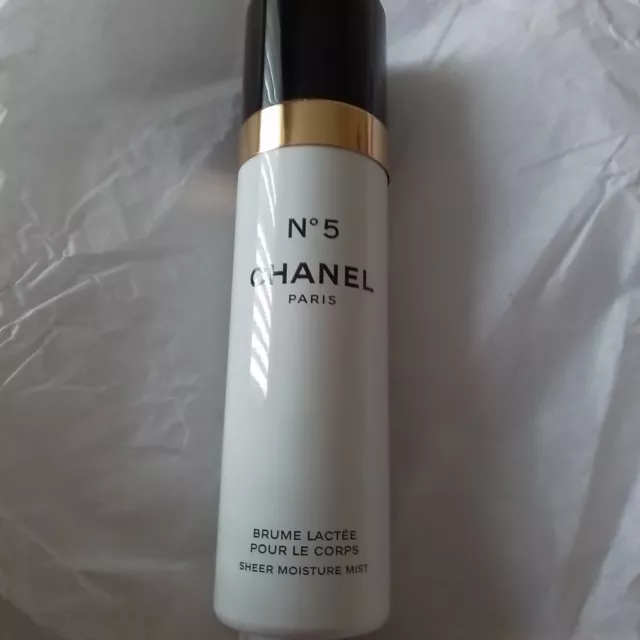 N°5
CHANEL
PARIS
BRUME LACTÉE
POUR LE CORPS
SHEER MOISTURE MIST